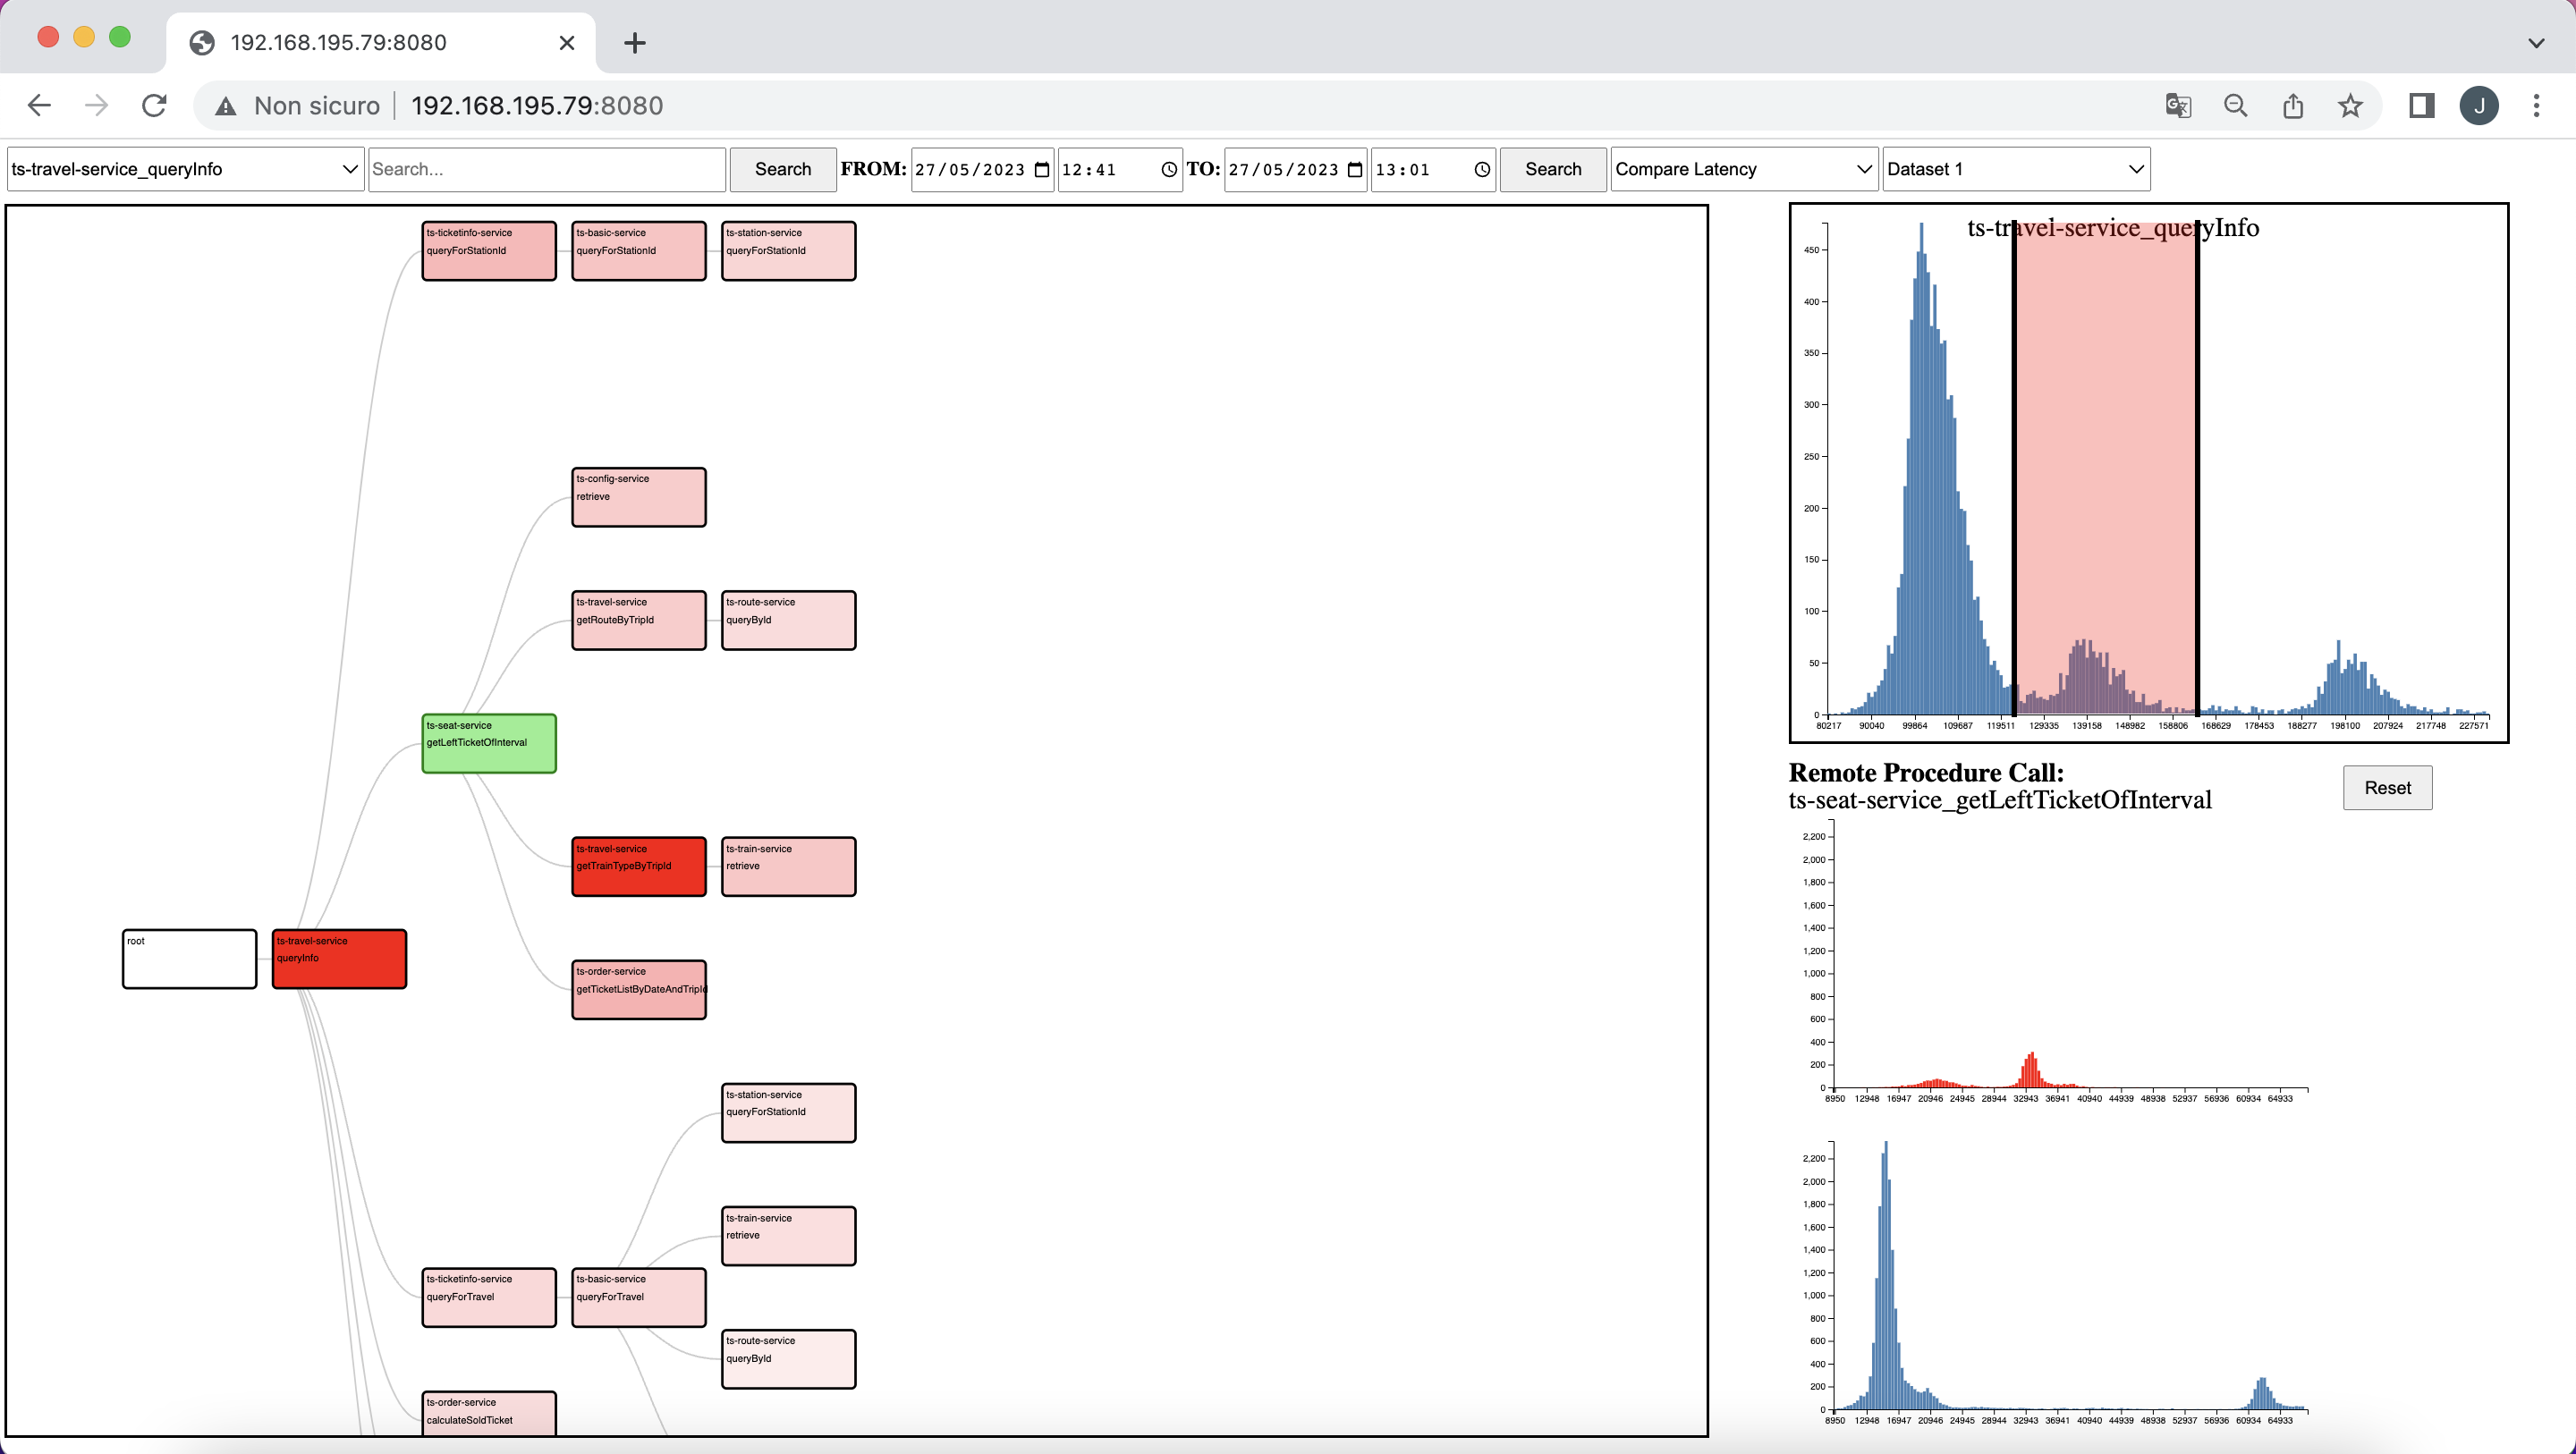 192.168.195.79:8080
Non sicuro 192.168.195.79:8080
J
ts-travel-service_queryInfo Search... Search FROM: 27/05/2023 12:41 TO: 27/05/2023 13:01 Search Compare Latency Dataset 1
ts-ticketinfo-service
queryForStationId
ts-basic-service
queryForStationId
ts-station-service
queryForStationId
ts-config-service
retrieve
ts-travel-service
getRouteByTripId
ts-route-service
queryById
ts-seat-service
getLeftTicketOfInterval
ts-travel-service
getTrainTypeByTripId
ts-train-service
retrieve
root
ts-travel-service
queryInfo
ts-order-service
getTicketListByDateAndTripId
ts-station-service
queryForStationId
ts-train-service
retrieve
ts-ticketinfo-service
queryForTravel
ts-basic-service
queryForTravel
ts-route-service
queryById
ts-order-service
calculateSoldTicket
ts-travel-service_queryInfo
450
400
350
300
250
200
150
100
50
0
80217 90040 99864 109687 119511 129335 139158 148982 158806 168629 178453 188277 198100 207924 217748 227571
Remote Procedure Call:
ts-seat-service_getLeftTicketOfInterval
Reset
2,200
2,000
1,800
1,600
1,400
1,200
1,000
800
600
400
200
0
8950 12948 16947 20946 24945 28944 32943 36941 40940 44939 48938 52937 56936 60934 64933
2,200
2,000
1,800
1,600
1,400
1,200
1,000
800
600
400
200
0
8950 12948 16947 20946 24945 28944 32943 36941 40940 44939 48938 52937 56936 60934 64933